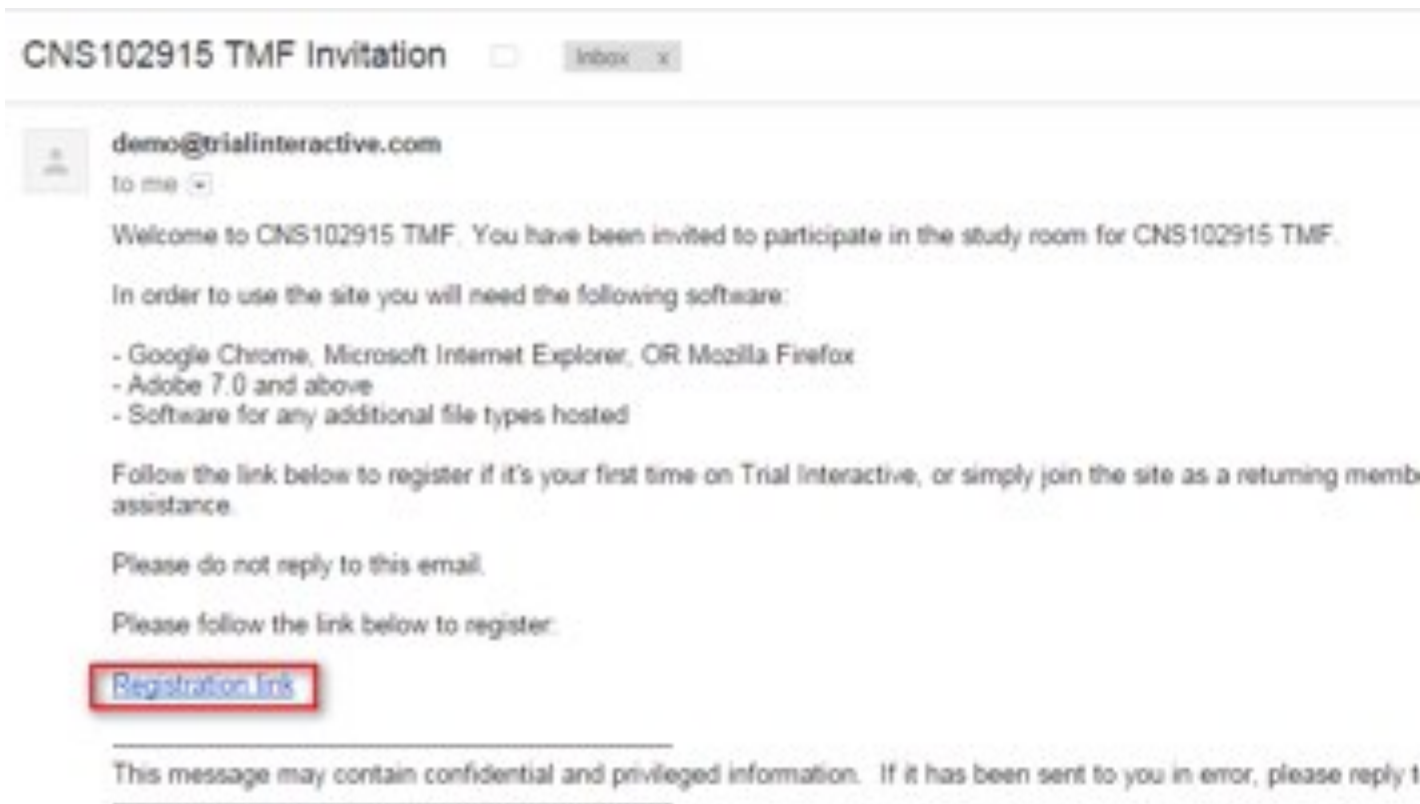 CNS102915 TMF Invitation Inbox x
demo@trialinteractive.com
to me
Welcome to CNS102915 TMF. You have been invited to participate in the study room for CNS102915 TMF.
In order to use the site you will need the following software:
- Google Chrome, Microsoft Internet Explorer, OR Mozilla Firefox
- Adobe 7.0 and above
- Software for any additional file types hosted
Follow the link below to register if it's your first time on Trial Interactive, or simply join the site as a returning membe
assistance.
Please do not reply to this email.
Please follow the link below to register:
Registration link
This message may contain confidential and privileged information. If it has been sent to you in error, please reply t